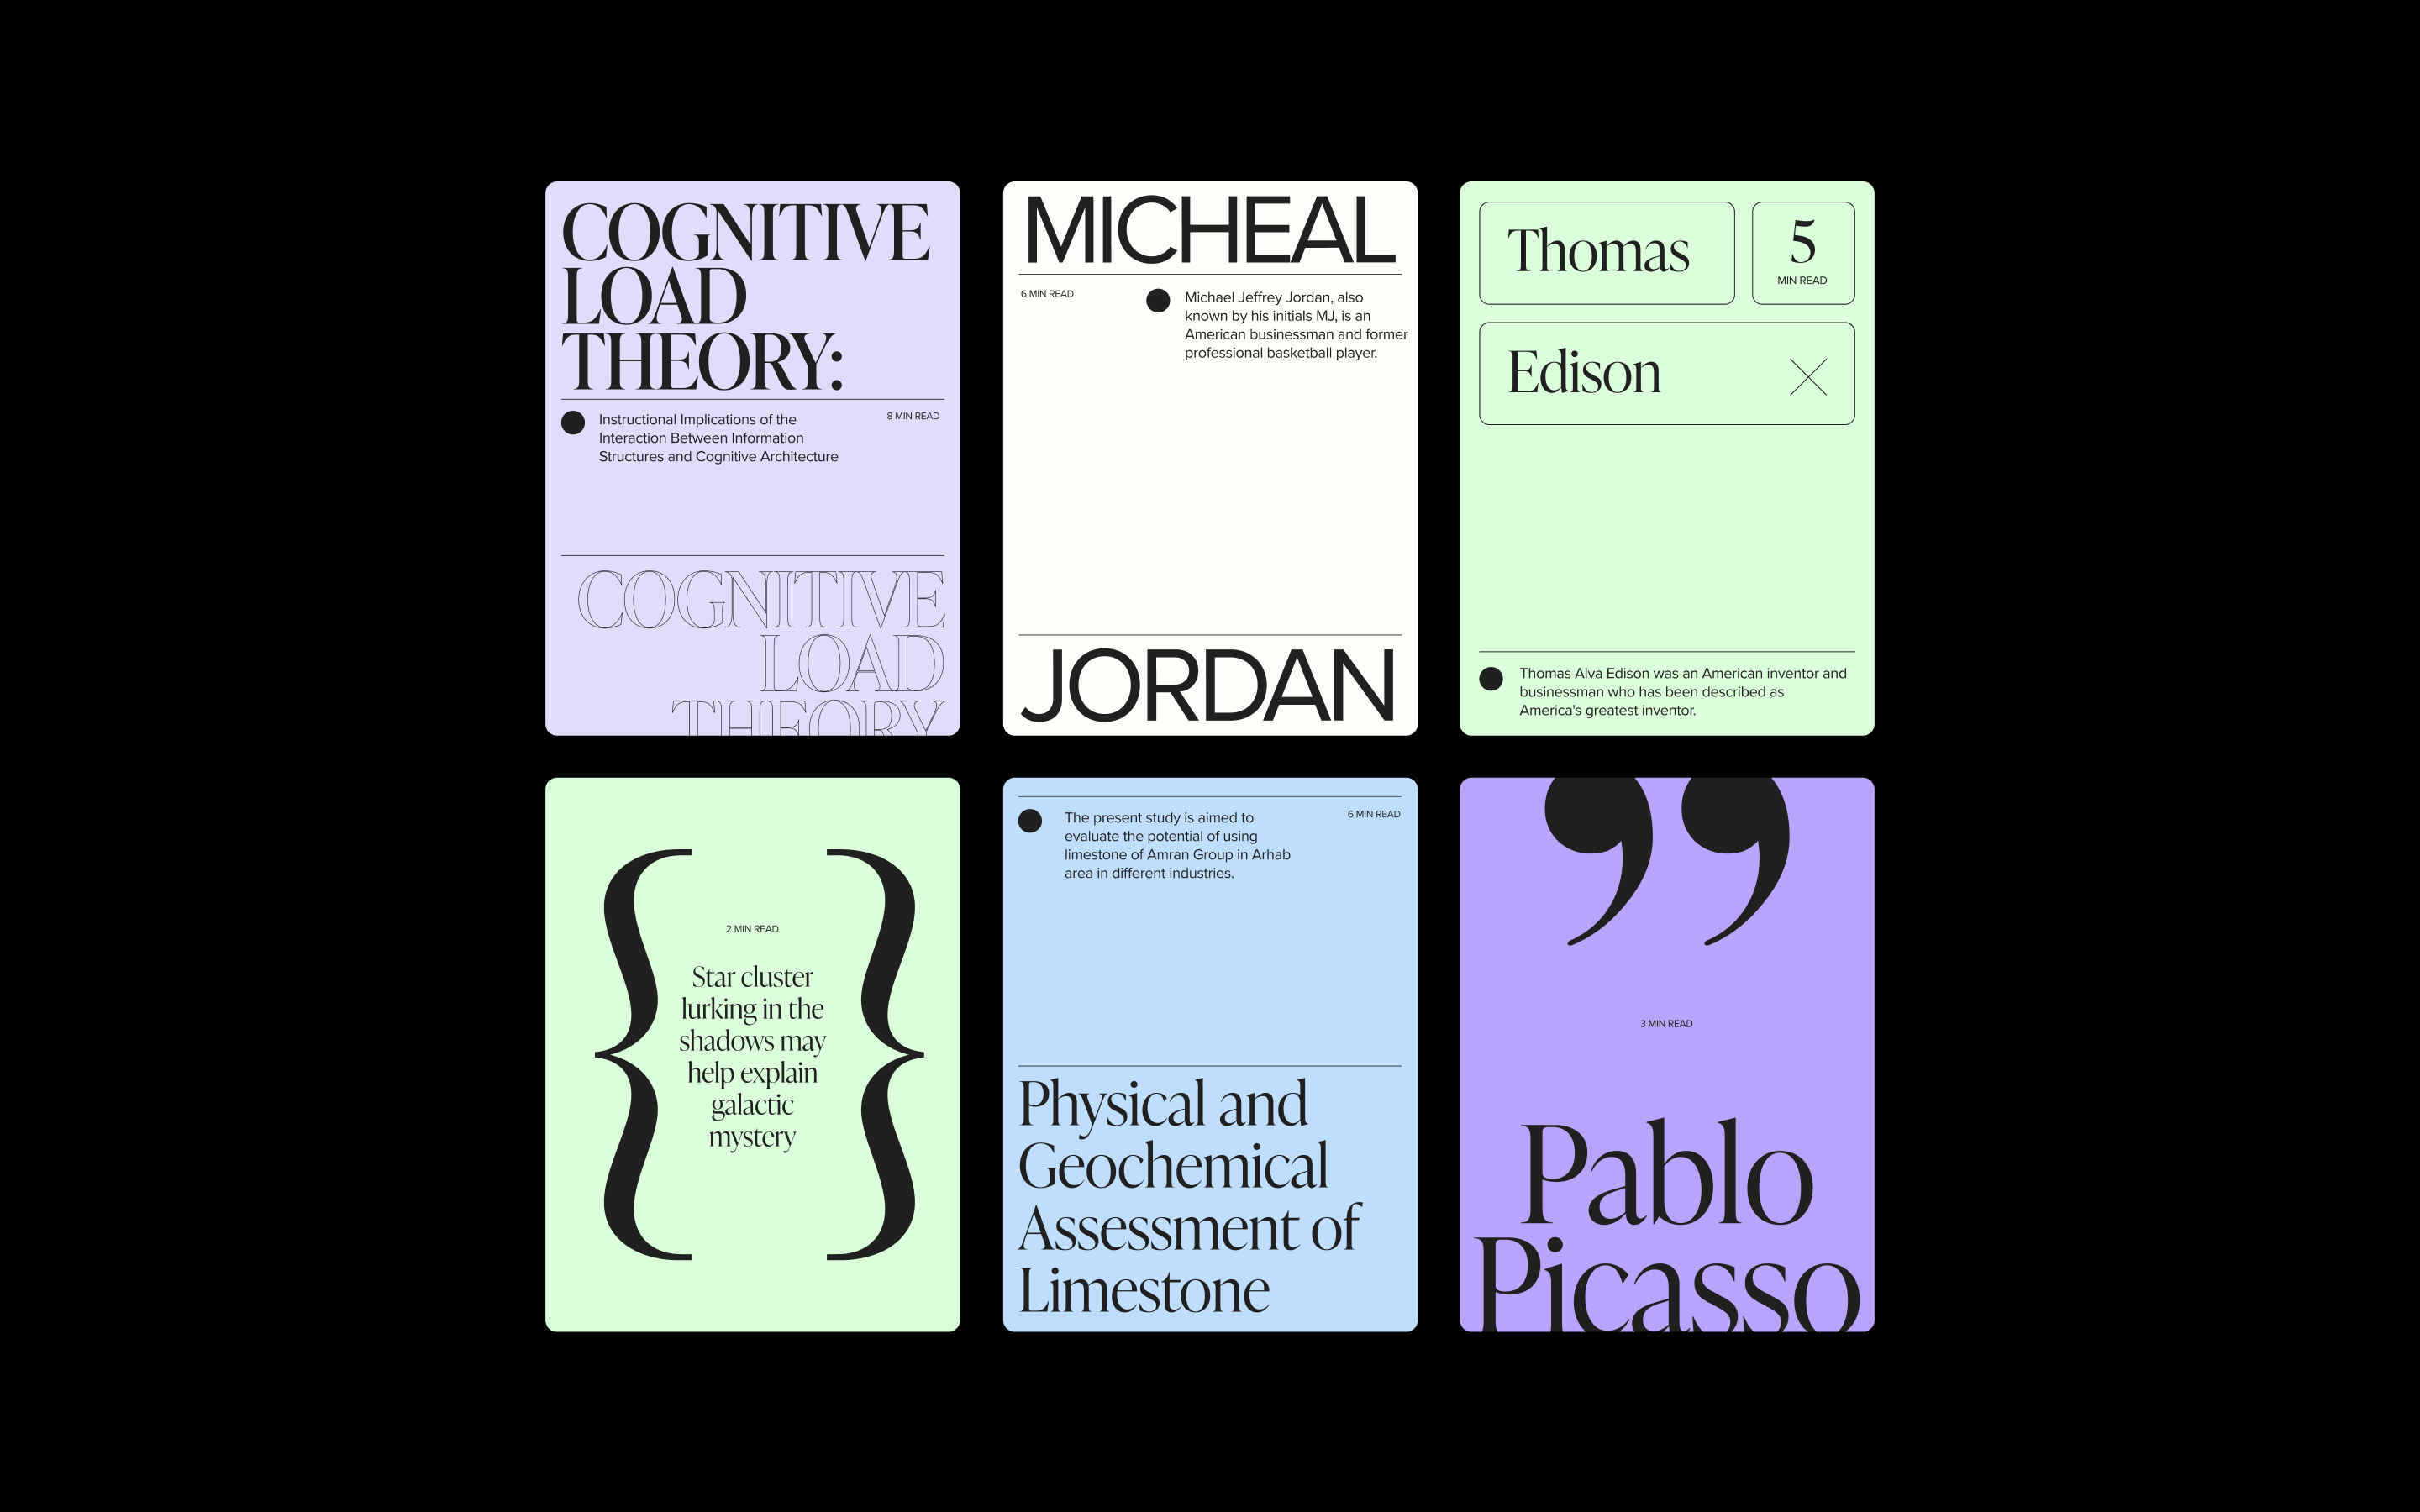 COGNITIVE
LOAD
THEORY:
Instructional Implications of the
Interaction Between Information
Structures and Cognitive Architecture
8 MIN READ
COGNITIVE
LOAD
THEORY
MICHEAL
6 MIN READ
Michael Jeffrey Jordan, also
known by his initials MJ, is an
American businessman and former
professional basketball player.
JORDAN
Thomas
5
MIN READ
Edison
Thomas Alva Edison was an American inventor and
businessman who has been described as
America's greatest inventor.
2 MIN READ
{
Star cluster
lurking in the
shadows may
help explain
galactic
mystery
}
The present study is aimed to
evaluate the potential of using
limestone of Amran Group in Arhab
area in different industries.
6 MIN READ
Physical and
Geochemical
Assessment of
Limestone
”
3 MIN READ
Pablo
Picasso